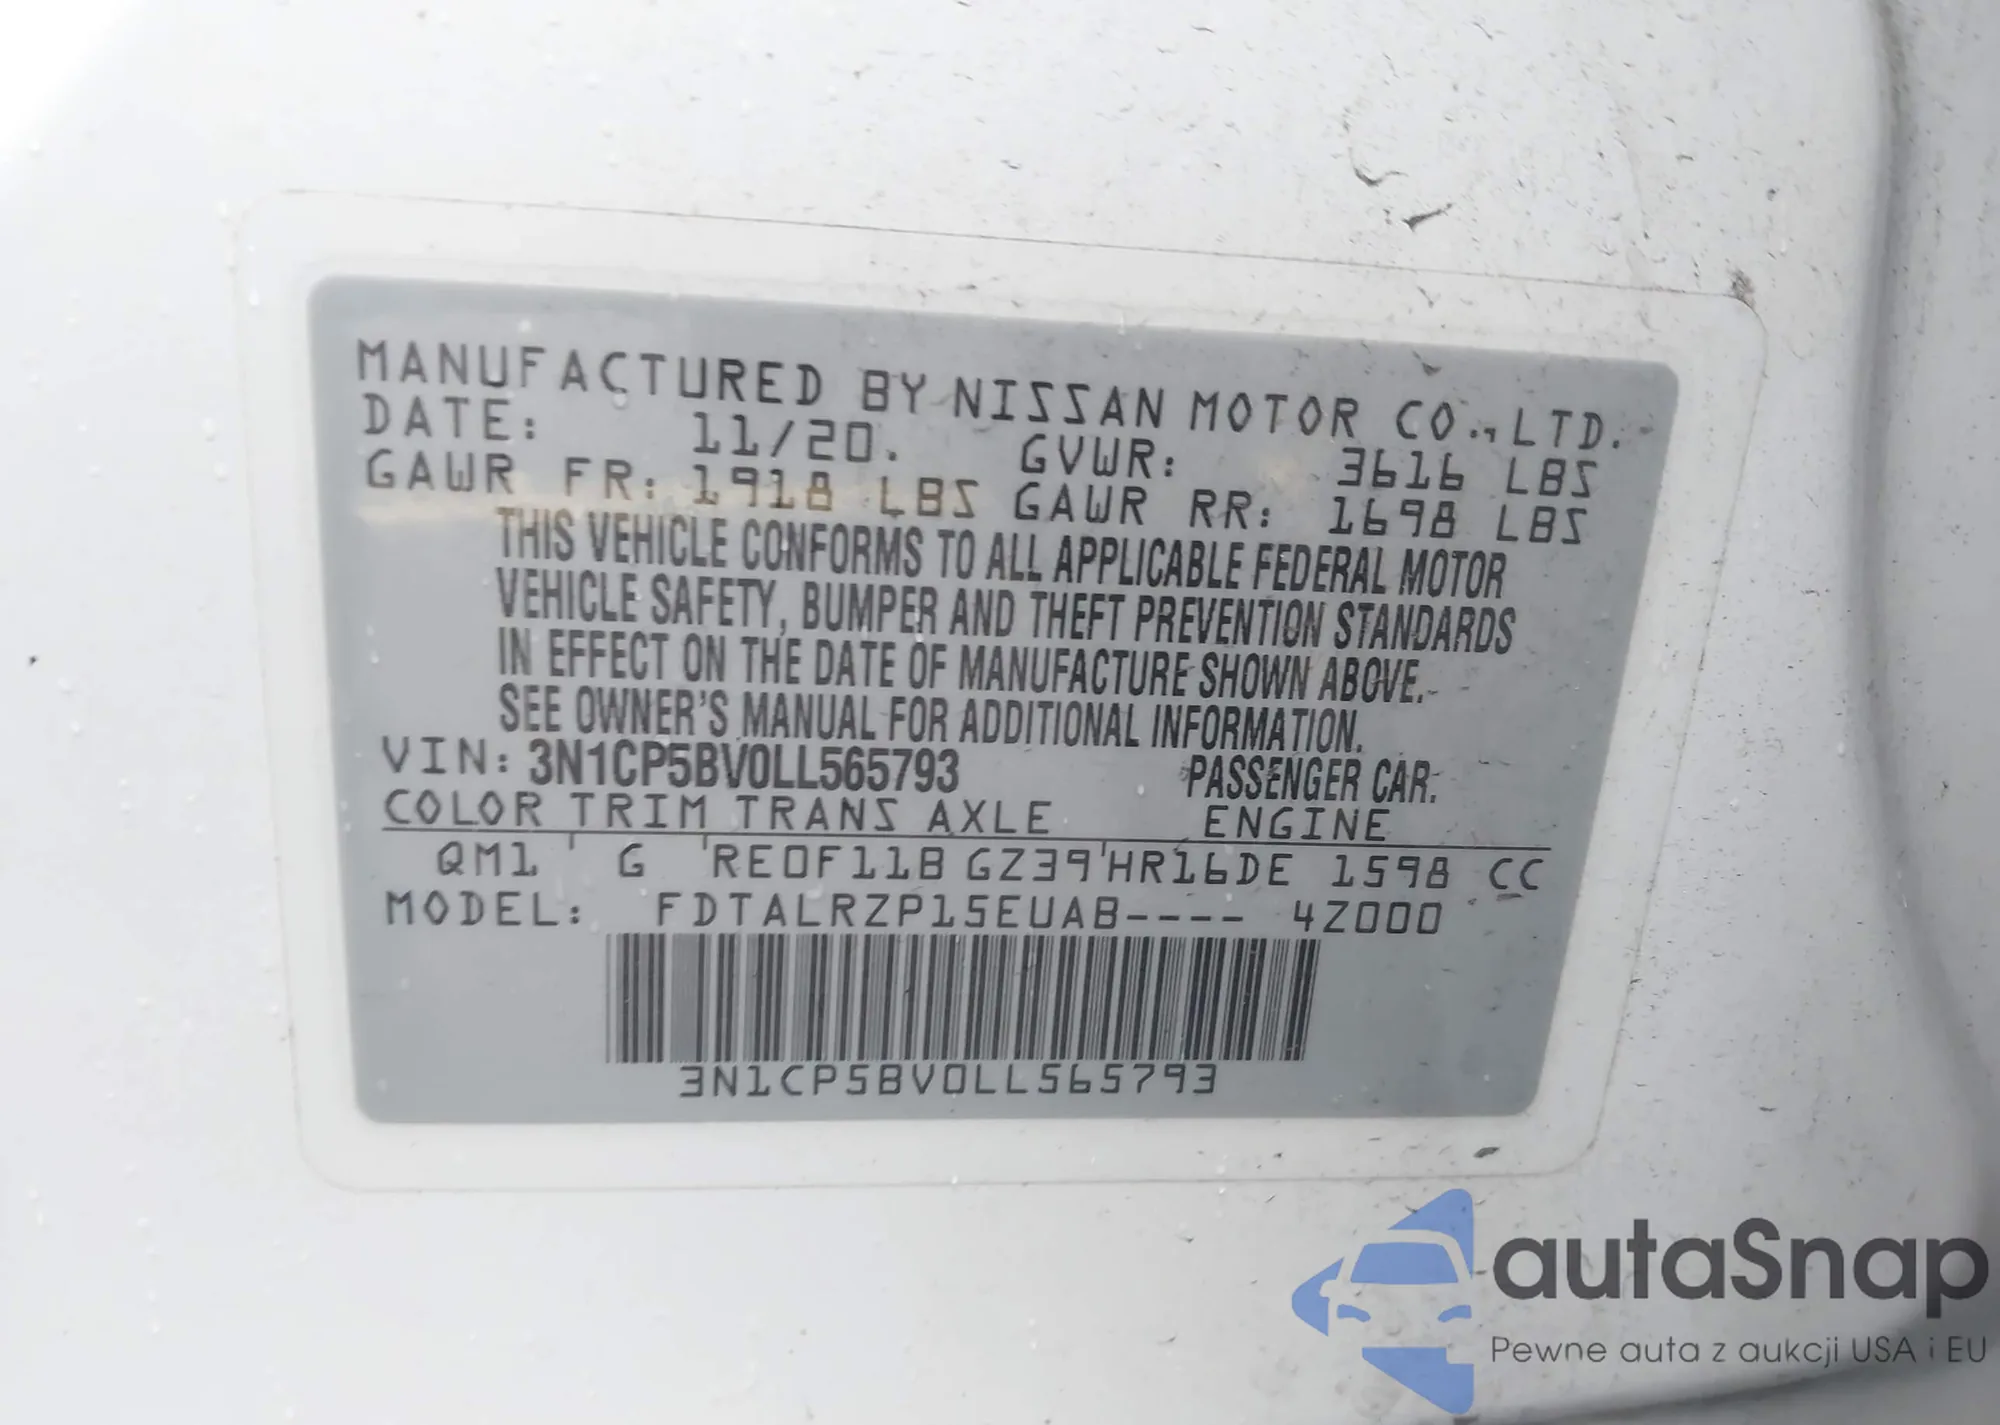 MANUFACTURED BY NISSAN MOTOR CO., LTD.
DATE: 11/20. GVWR: 3616 LBS
GAWR FR: 1918 LBS GAWR RR: 1698 LBS
THIS VEHICLE CONFORMS TO ALL APPLICABLE FEDERAL MOTOR
VEHICLE SAFETY, BUMPER AND THEFT PREVENTION STANDARDS
IN EFFECT ON THE DATE OF MANUFACTURE SHOWN ABOVE.
SEE OWNER'S MANUAL FOR ADDITIONAL INFORMATION.
VIN: 3N1CP5BV0LL565793 PASSENGER CAR.
COLOR TRIM TRANS AXLE ENGINE
QM1 G RE0F11B GZ39 HR16DE 1598 CC
MODEL: FDTALRZP15EUAB---- 4Z000
3N1CP5BV0LL565793
autaSnap
Pewne auta z aukcji USA i EU